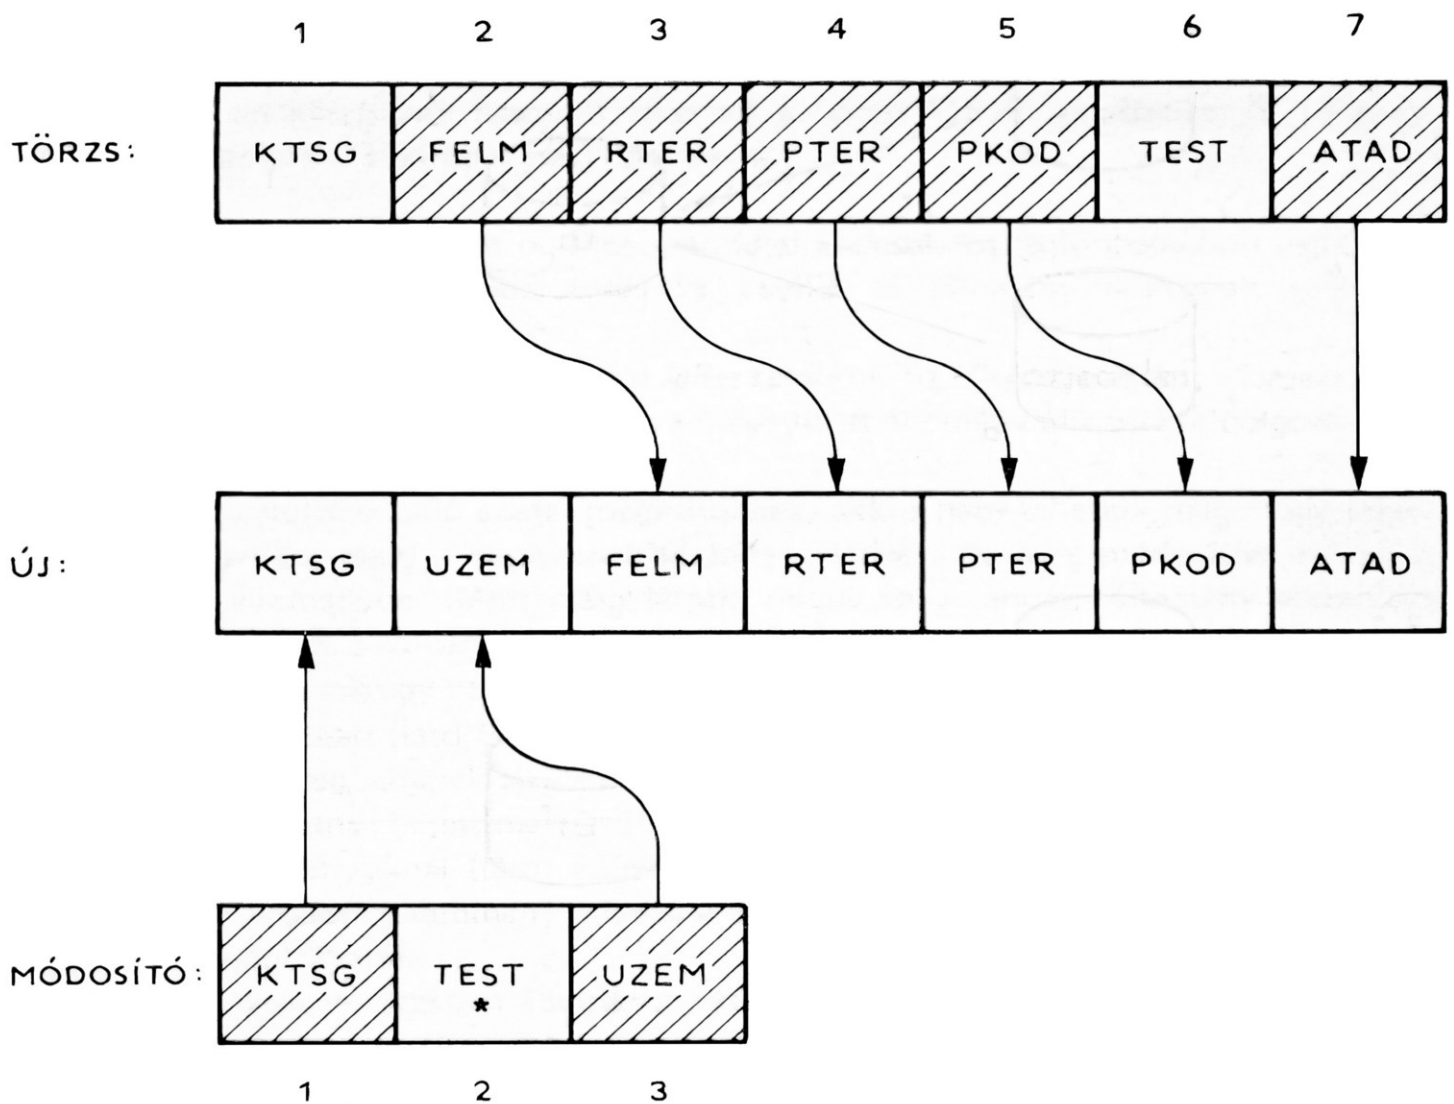 1 2 3 4 5 6 7
TÖRZS: KTSG FELM RTER PTER PKOD TEST ATAD
ÚJ: KTSG UZEM FELM RTER PTER PKOD ATAD
MÓDOSÍTÓ: KTSG TEST UZEM
*
1 2 3